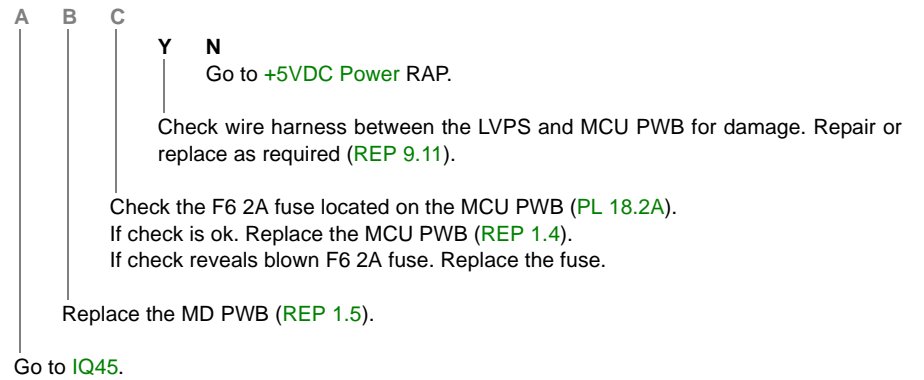 A B C
Y N
Go to +5VDC Power RAP.
Check wire harness between the LVPS and MCU PWB for damage. Repair or
replace as required (REP 9.11).
Check the F6 2A fuse located on the MCU PWB (PL 18.2A).
If check is ok. Replace the MCU PWB (REP 1.4).
If check reveals blown F6 2A fuse. Replace the fuse.
Replace the MD PWB (REP 1.5).
Go to IQ45.